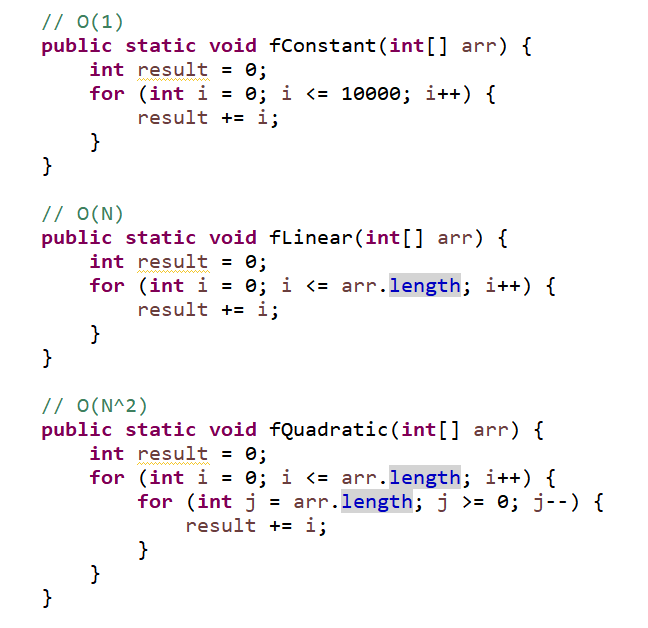 // O(1)
public static void fConstant(int[] arr) {
    int result = 0;
    for (int i = 0; i <= 10000; i++) {
        result += i;
    }
}

// O(N)
public static void fLinear(int[] arr) {
    int result = 0;
    for (int i = 0; i <= arr.length; i++) {
        result += i;
    }
}

// O(N^2)
public static void fQuadratic(int[] arr) {
    int result = 0;
    for (int i = 0; i <= arr.length; i++) {
        for (int j = arr.length; j >= 0; j--) {
            result += i;
        }
    }
}